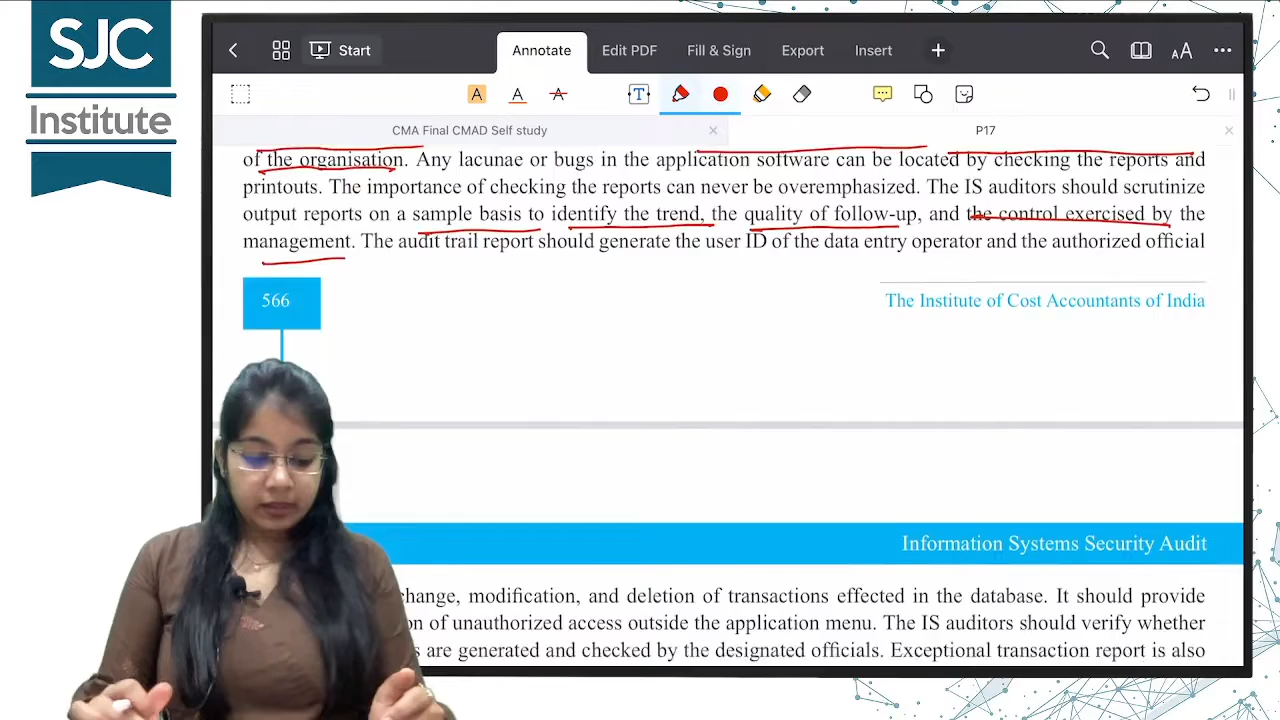 SJC
Institute
Start
Annotate
Edit PDF
Fill & Sign
Export
Insert
CMA Final CMAD Self study
P17
of the organisation. Any lacunae or bugs in the application software can be located by checking the reports and
printouts. The importance of checking the reports can never be overemphasized. The IS auditors should scrutinize
output reports on a sample basis to identify the trend, the quality of follow-up, and the control exercised by the
management. The audit trail report should generate the user ID of the data entry operator and the authorized official
566
The Institute of Cost Accountants of India
Information Systems Security Audit
change, modification, and deletion of transactions effected in the database. It should provide
of unauthorized access outside the application menu. The IS auditors should verify whether
are generated and checked by the designated officials. Exceptional transaction report is also